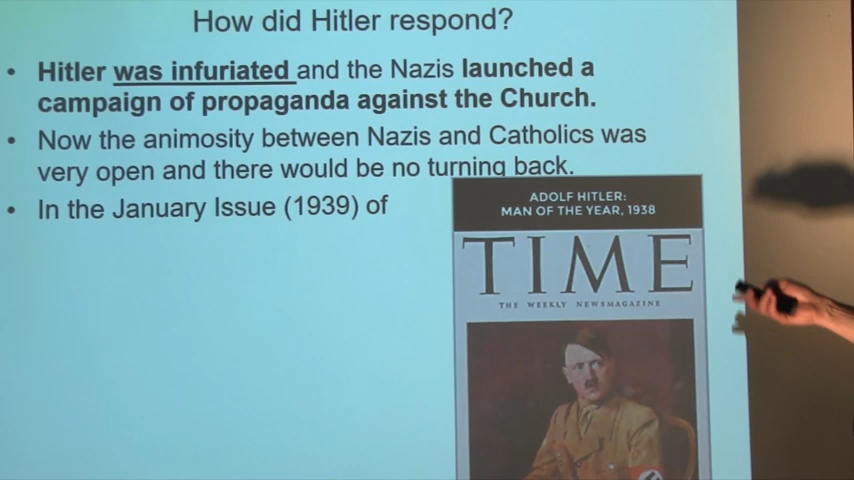 How did Hitler respond?
• Hitler was infuriated and the Nazis launched a
campaign of propaganda against the Church.
• Now the animosity between Nazis and Catholics was
very open and there would be no turning back.
• In the January Issue (1939) of
ADOLF HITLER:
MAN OF THE YEAR, 1938
TIME
THE WEEKLY NEWSMAGAZINE